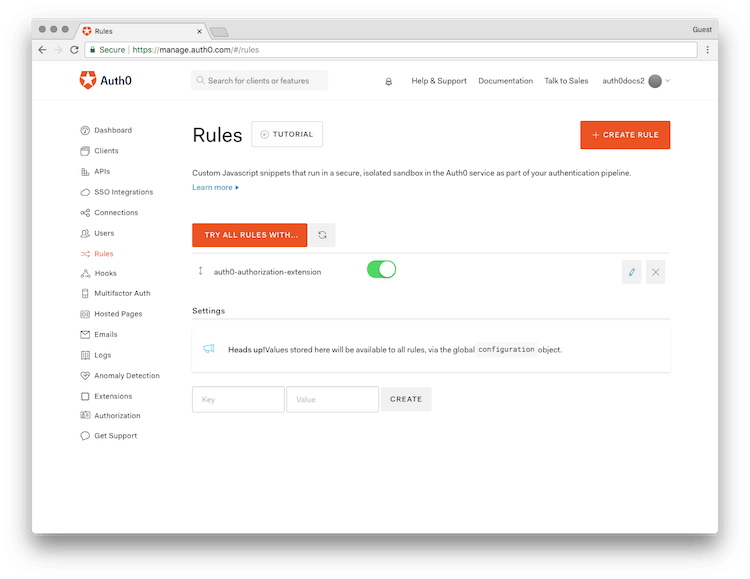 Rules
Guest
Secure https://manage.auth0.com/#/rules
Auth0
Search for clients or features
Help & Support
Documentation
Talk to Sales
auth0docs2
Dashboard
Clients
APIs
SSO Integrations
Connections
Users
Rules
Hooks
Multifactor Auth
Hosted Pages
Emails
Logs
Anomaly Detection
Extensions
Authorization
Get Support
Rules
TUTORIAL
+ CREATE RULE
Custom Javascript snippets that run in a secure, isolated sandbox in the Auth0 service as part of your authentication pipeline.
Learn more
TRY ALL RULES WITH...
auth0-authorization-extension
Settings
Heads up!Values stored here will be available to all rules, via the global configuration object.
Key
Value
CREATE